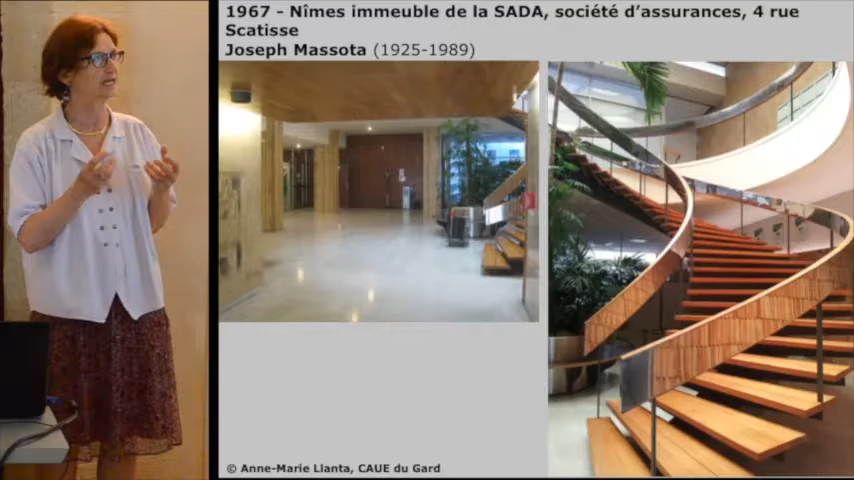 1967 - Nîmes immeuble de la SADA, société d’assurances, 4 rue
Scatisse
Joseph Massota (1925-1989)
© Anne-Marie Llanta, CAUE du Gard